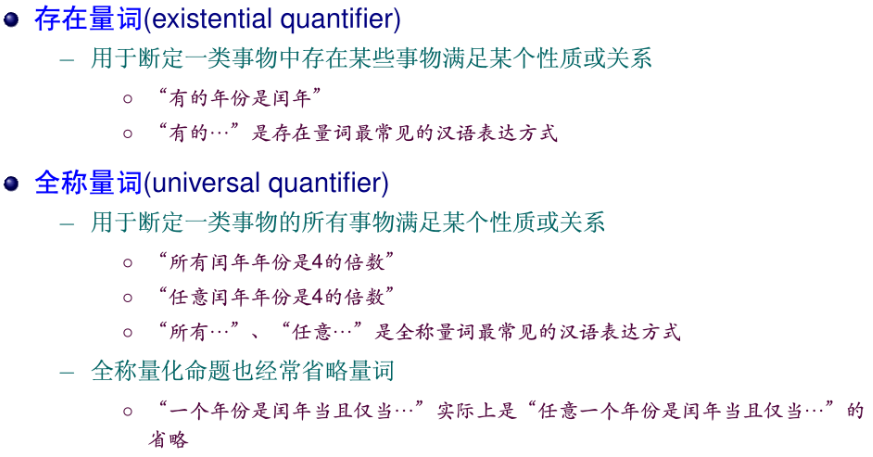 存在量词(existential quantifier)
– 用于断定一类事物中存在某些事物满足某个性质或关系
○ “有的年份是闰年”
○ “有的…”是存在量词最常见的汉语表达方式
全称量词(universal quantifier)
– 用于断定一类事物的所有事物满足某个性质或关系
○ “所有闰年年份是4的倍数”
○ “任意闰年年份是4的倍数”
○ “所有…”、“任意…”是全称量词最常见的汉语表达方式
– 全称量化命题也经常省略量词
○ “一个年份是闰年当且仅当…”实际上是“任意一个年份是闰年当且仅当…”的
省略